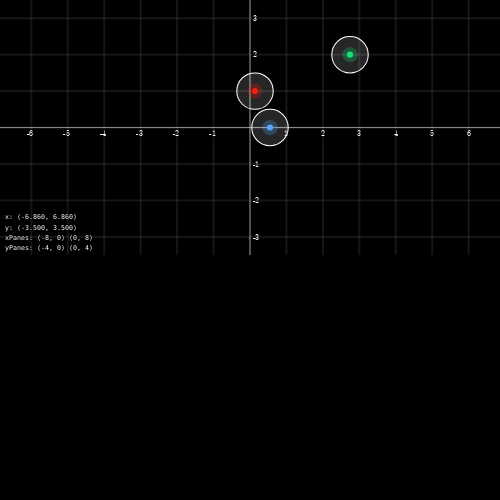 3
2
-6 -5 -4 -3 -2 -1 1 2 3 4 5 6
-1
-2
-3
x: (-6.860, 6.860)
y: (-3.500, 3.500)
xPanes: (-8, 0) (0, 8)
yPanes: (-4, 0) (0, 4)